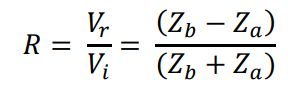 R = V_r / V_i = (Z_b − Z_a) / (Z_b + Z_a)